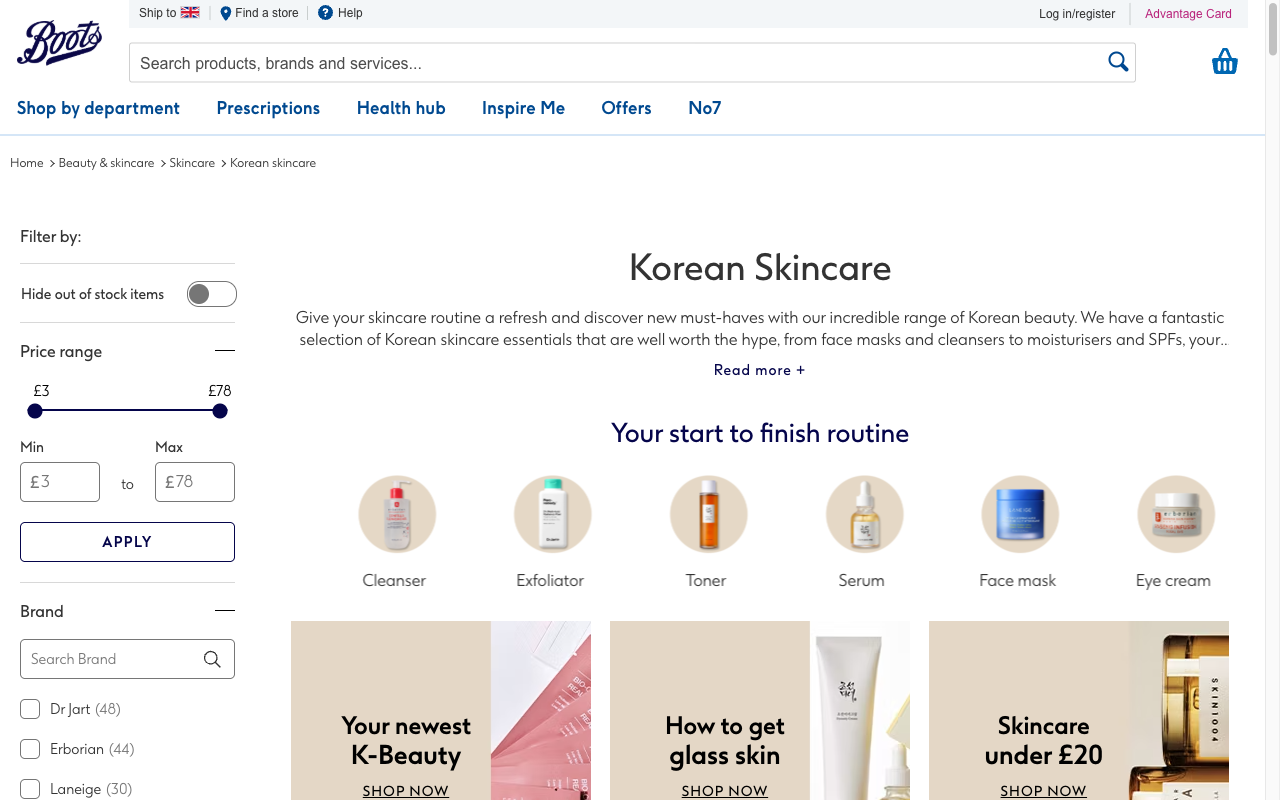 Ship to
Find a store
Help
Log in/register
Advantage Card
Boots
Search products, brands and services...
Shop by department
Prescriptions
Health hub
Inspire Me
Offers
No7
Home > Beauty & skincare > Skincare > Korean skincare
Filter by:
Hide out of stock items
Price range
£3
£78
Min
Max
£3
to
£78
APPLY
Brand
Search Brand
Dr Jart (48)
Erborian (44)
Laneige (30)
Korean Skincare
Give your skincare routine a refresh and discover new must-haves with our incredible range of Korean beauty. We have a fantastic
selection of Korean skincare essentials that are well worth the hype, from face masks and cleansers to moisturisers and SPFs, your..
Read more +
Your start to finish routine
LANEIGE
erborian
Cleanser
Exfoliator
Toner
Serum
Face mask
Eye cream
Your newest
K-Beauty
SHOP NOW
How to get
glass skin
SHOP NOW
조선
미녀
Skincare
under £20
SHOP NOW
SKIN1004